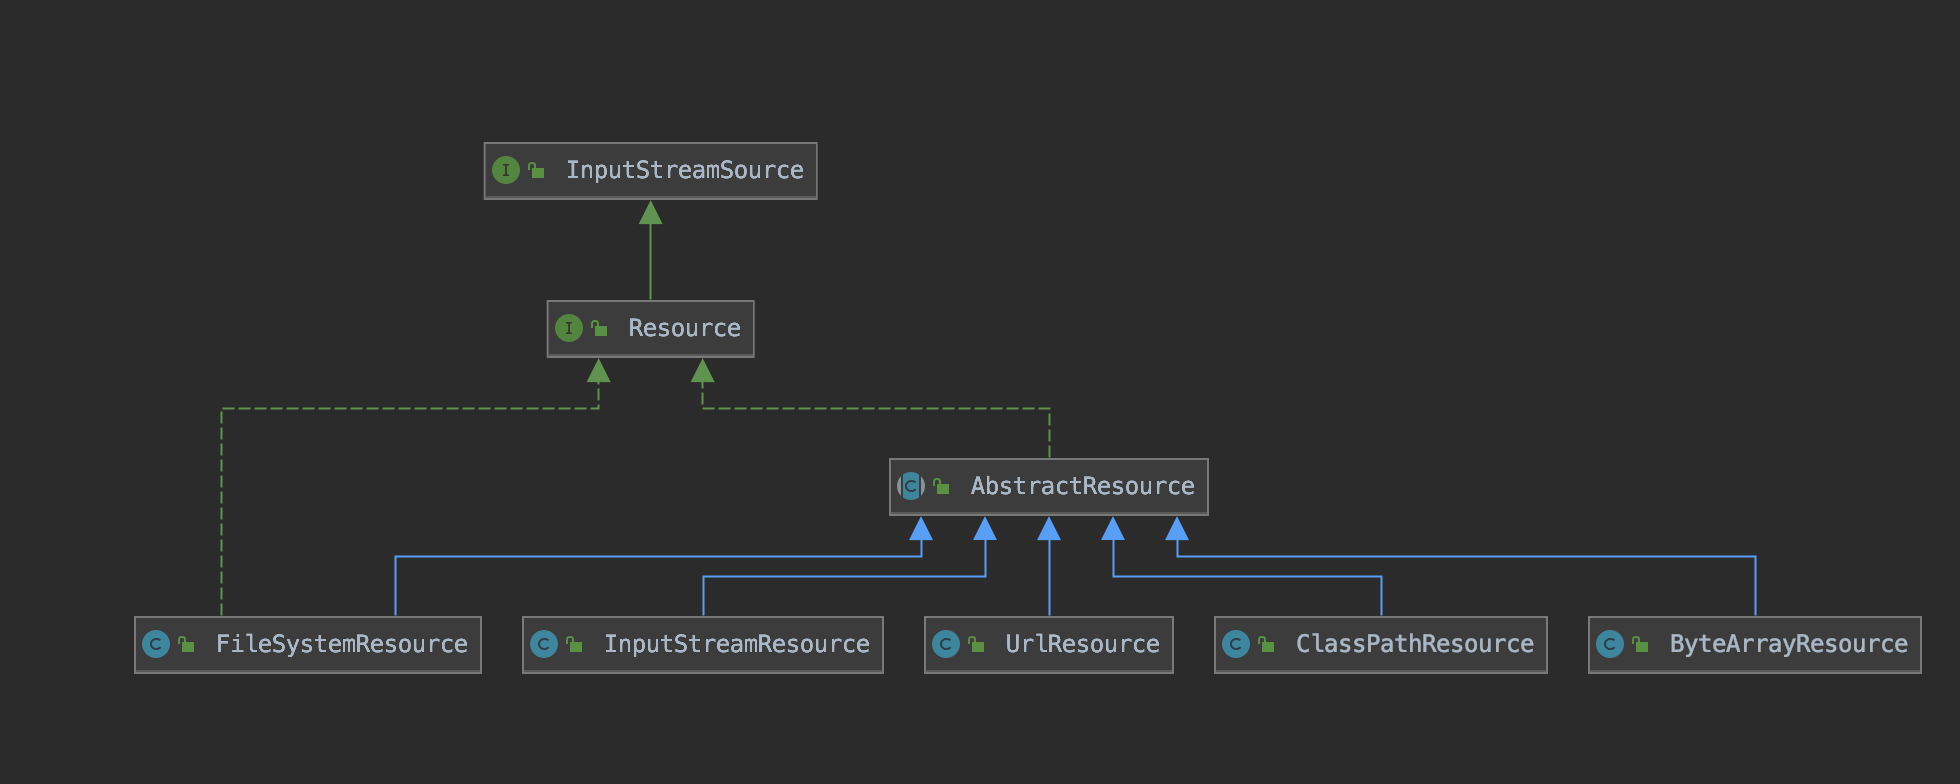 I InputStreamSource
I Resource
C AbstractResource
C FileSystemResource
C InputStreamResource
C UrlResource
C ClassPathResource
C ByteArrayResource